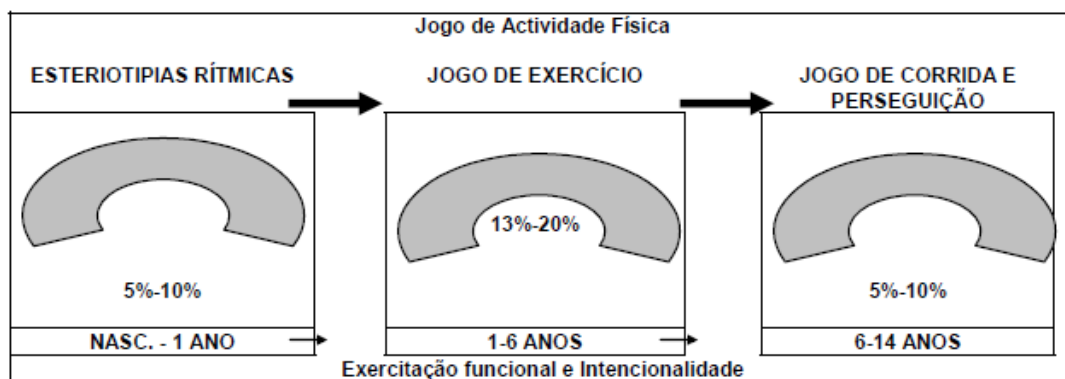 Jogo de Actividade Física
ESTERIOTIPIAS RÍTMICAS
JOGO DE EXERCÍCIO
JOGO DE CORRIDA E
PERSEGUIÇÃO
13%-20%
5%-10%
5%-10%
NASC. - 1 ANO
1-6 ANOS
6-14 ANOS
Exercitação funcional e Intencionalidade